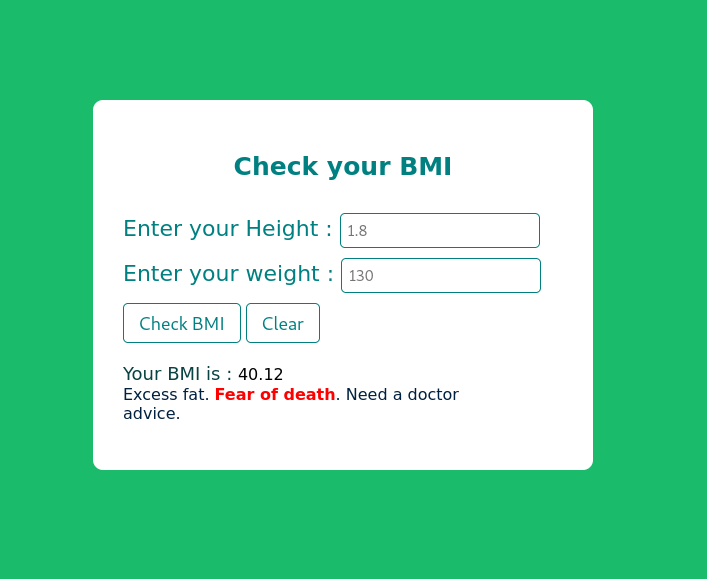 Check your BMI
Enter your Height : 1.8
Enter your weight : 130
Check BMI Clear
Your BMI is : 40.12
Excess fat. Fear of death. Need a doctor
advice.